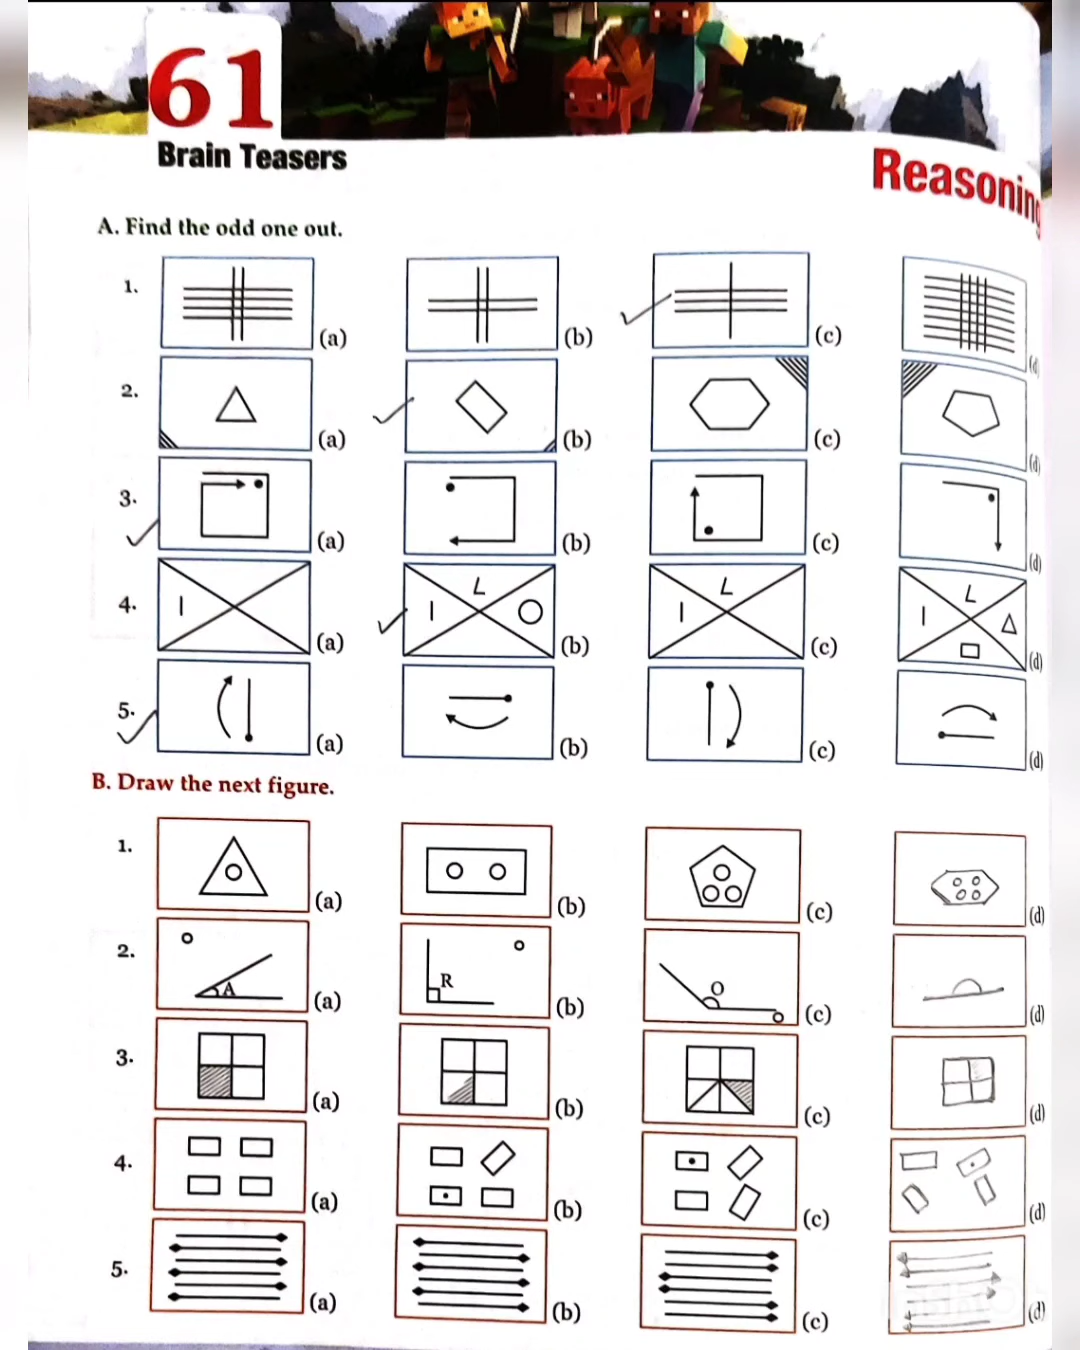 61
Brain Teasers
Reasoning
A. Find the odd one out.
1. (a) (b) (c) (d)
2. (a) (b) (c) (d)
3. (a) (b) (c) (d)
4. I (a) I L O (b) I L (c) I L (d)
5. (a) (b) (c) (d)
B. Draw the next figure.
1. (a) (b) (c) (d)
2. A (a) R (b) O (c) (d)
3. (a) (b) (c) (d)
4. (a) (b) (c) (d)
5. (a) (b) (c) (d)